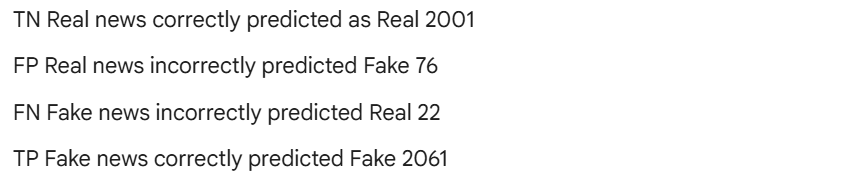 TN Real news correctly predicted as Real 2001
FP Real news incorrectly predicted Fake 76
FN Fake news incorrectly predicted Real 22
TP Fake news correctly predicted Fake 2061